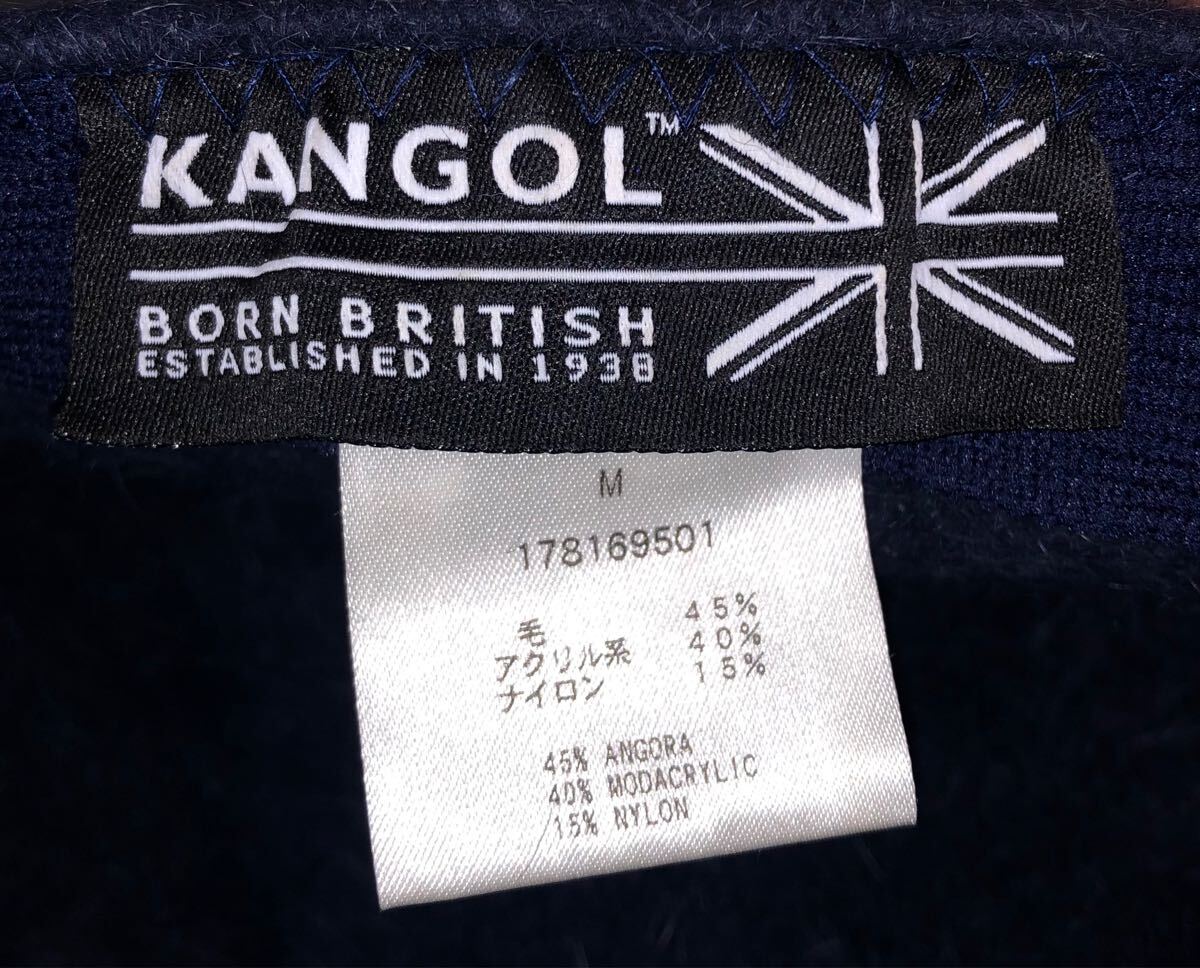 KANGOL™
BORN BRITISH
ESTABLISHED IN 1938
M
178169501
毛 45%
アクリル系 40%
ナイロン 15%
45% ANGORA
40% MODACRYLIC
15% NYLON